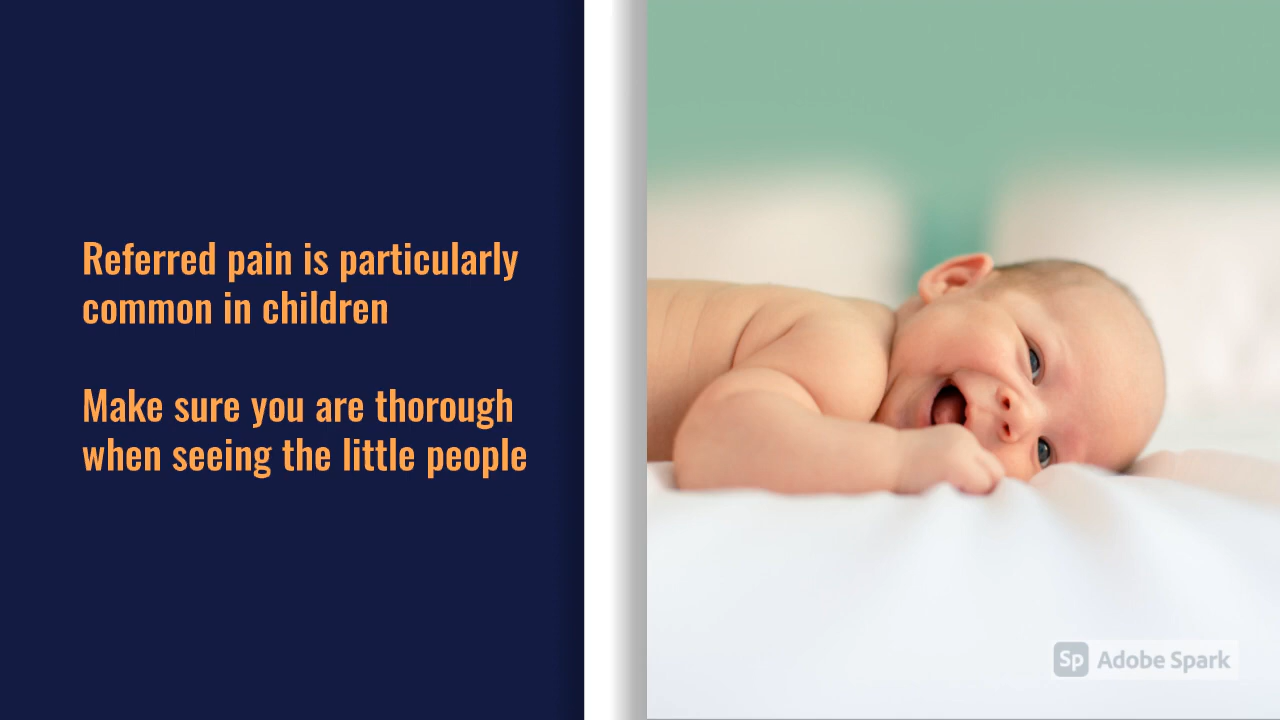 Referred pain is particularly
common in children
Make sure you are thorough
when seeing the little people
Sp Adobe Spark